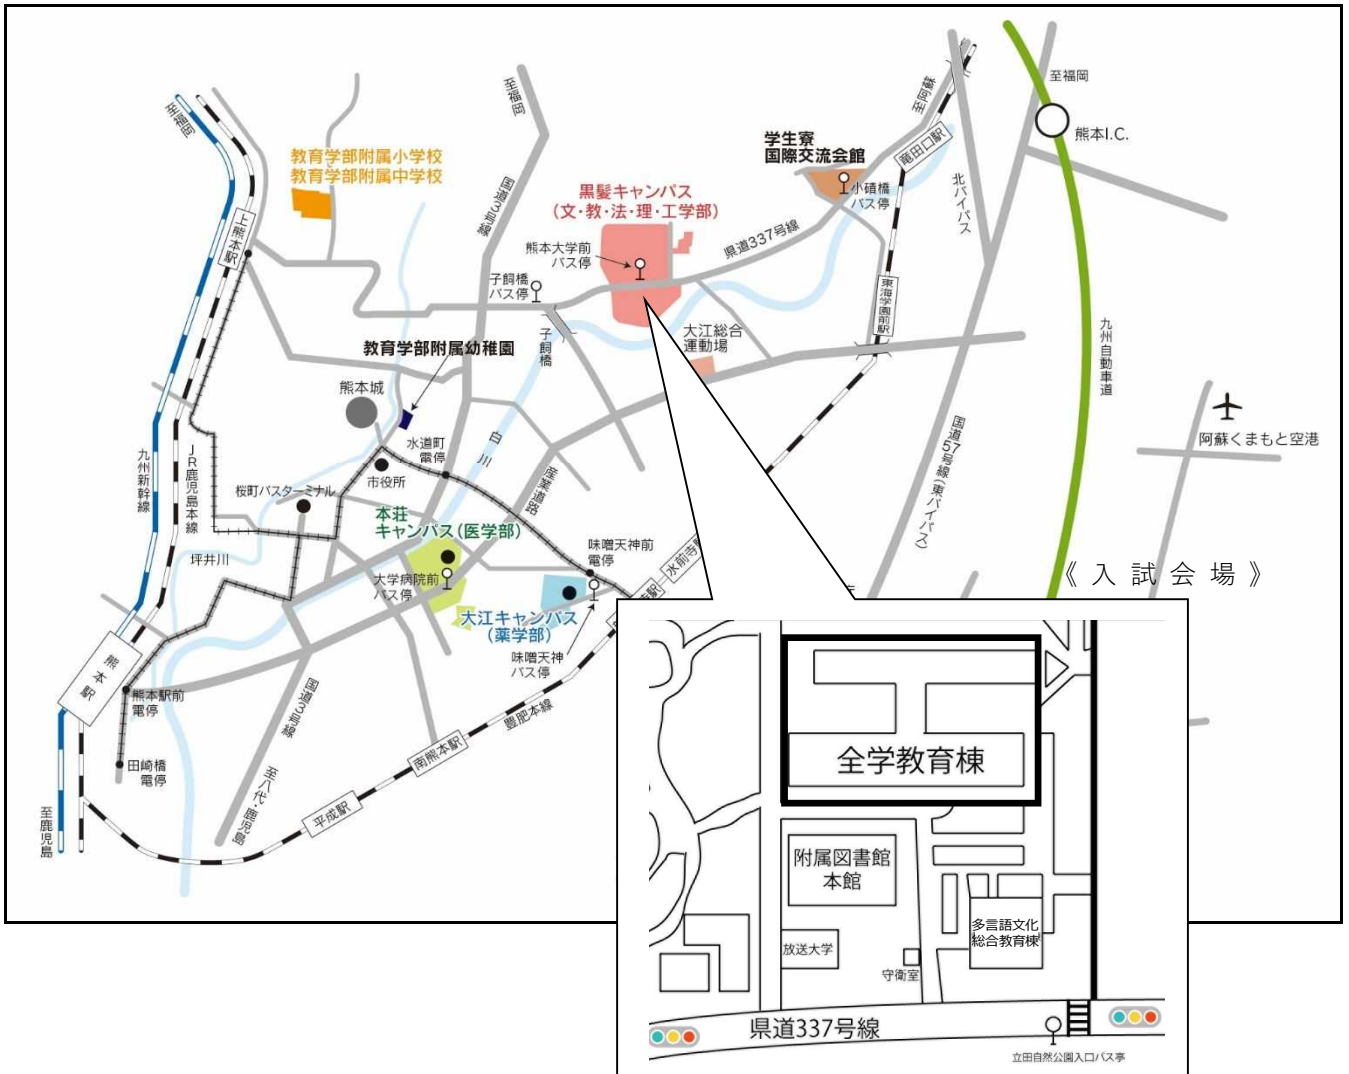 至福岡
至福岡
至阿蘇
至福岡
熊本I.C.
教育学部附属小学校
教育学部附属中学校
学生寮
国際交流会館
竜田口駅
小磧橋
バス停
北バイパス
黒髪キャンパス
(文・教・法・理・工学部)
国道3号線
上熊本駅
熊本大学前
バス停
県道337号線
子飼橋
バス停
東海学園前駅
子飼橋
大江総合
運動場
教育学部附属幼稚園
九州自動車道
熊本城
水道町
電停
白川
国道57号線(東バイパス)
阿蘇くまもと空港
九州新幹線
JR鹿児島本線
市役所
産業道路
桜町バスターミナル
本荘
キャンパス(医学部)
坪井川
味噌天神前
電停
水前寺
大学病院前
バス停
《入試会場》
大江キャンパス
(薬学部)
味噌天神
バス停
熊本駅
熊本駅前
電停
国道3号線
豊肥本線
南熊本駅
田崎橋
電停
至八代・鹿児島
平成駅
至鹿児島
全学教育棟
附属図書館
本館
多言語文化
総合教育棟
放送大学
守衛室
県道337号線
立田自然公園入口バス亭